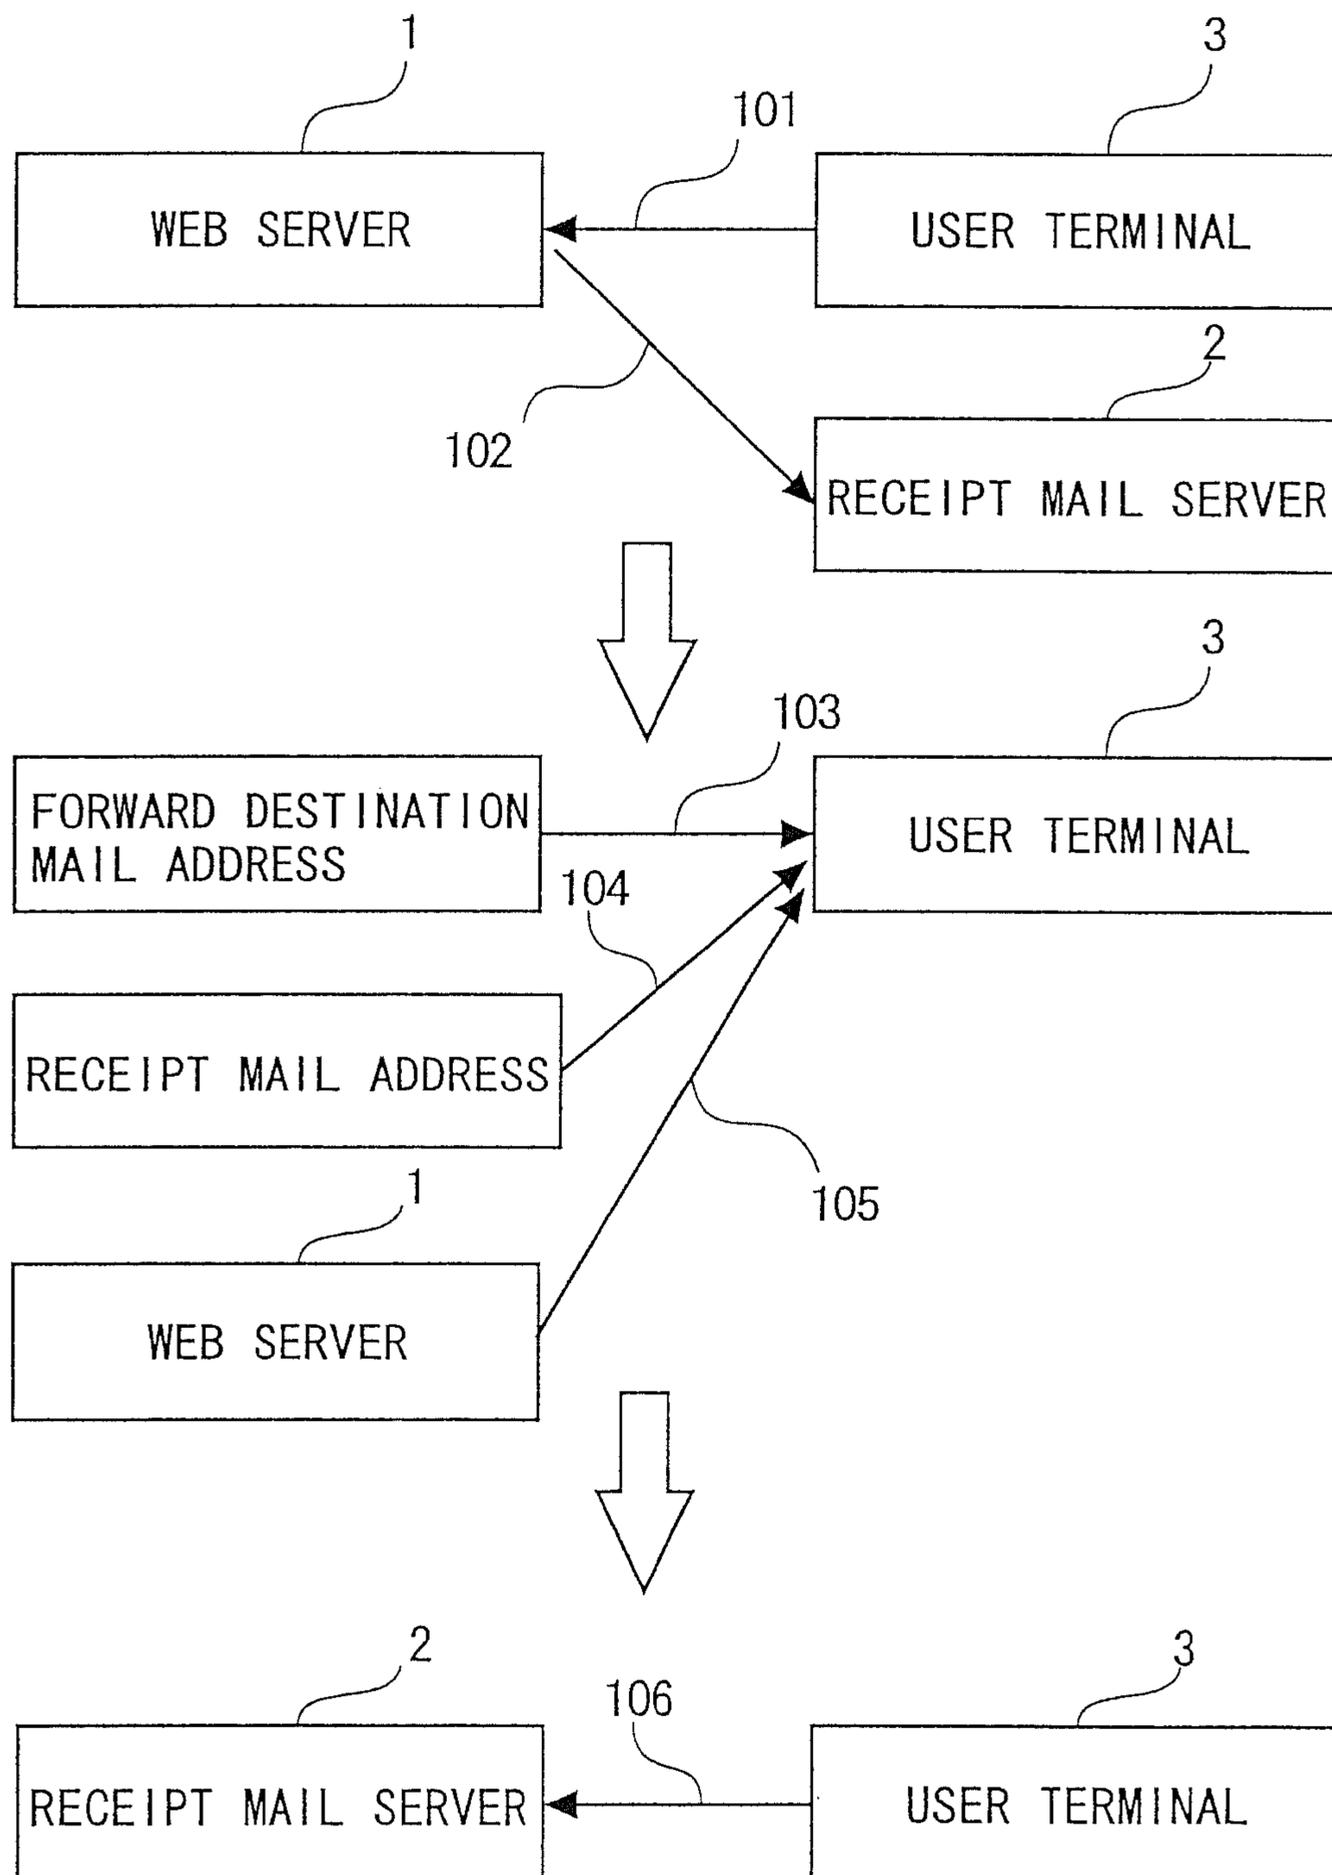 1
3
101
WEB SERVER
USER TERMINAL
2
102
RECEIPT MAIL SERVER
3
103
FORWARD DESTINATION
MAIL ADDRESS
USER TERMINAL
104
RECEIPT MAIL ADDRESS
1
105
WEB SERVER
2
3
106
RECEIPT MAIL SERVER
USER TERMINAL